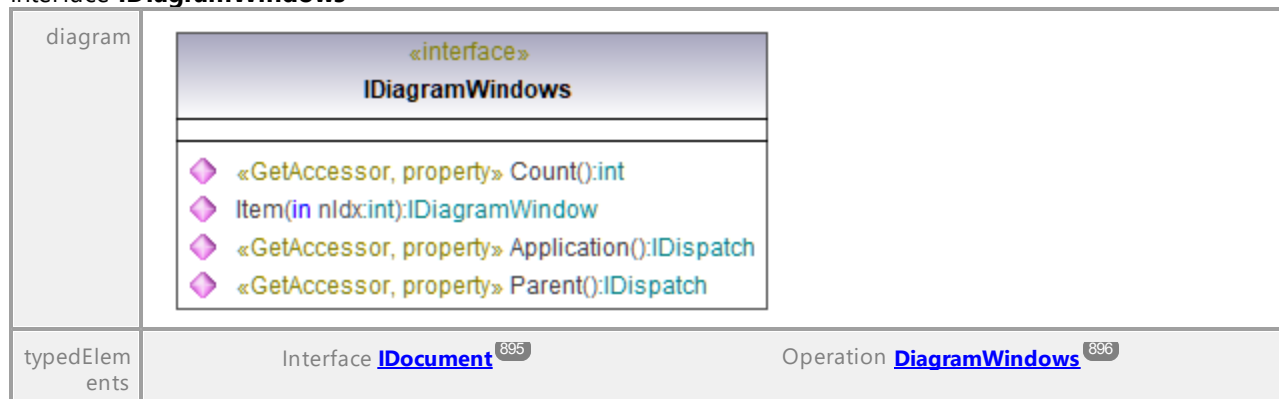 interface IDiagramWindows
diagram
«interface»
IDiagramWindows
«GetAccessor, property» Count():int
Item(in nIdx:int):IDiagramWindow
«GetAccessor, property» Application():IDispatch
«GetAccessor, property» Parent():IDispatch
typedElem
ents
Interface IDocument 895
Operation DiagramWindows 896